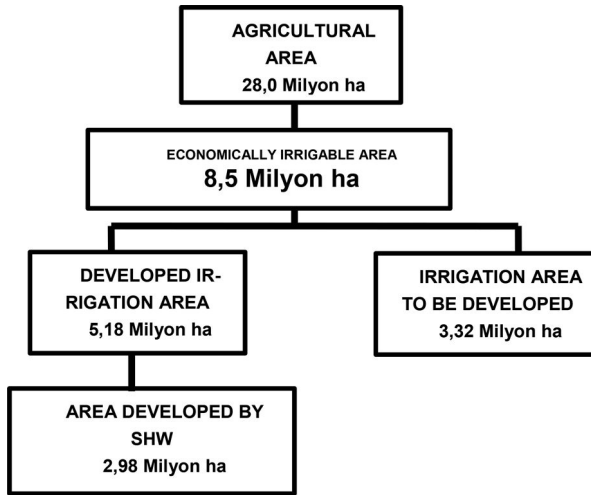 AGRICULTURAL
AREA
28,0 Milyon ha
ECONOMICALLY IRRIGABLE AREA
8,5 Milyon ha
DEVELOPED IR-
RIGATION AREA
5,18 Milyon ha
IRRIGATION AREA
TO BE DEVELOPED
3,32 Milyon ha
AREA DEVELOPED BY
SHW
2,98 Milyon ha